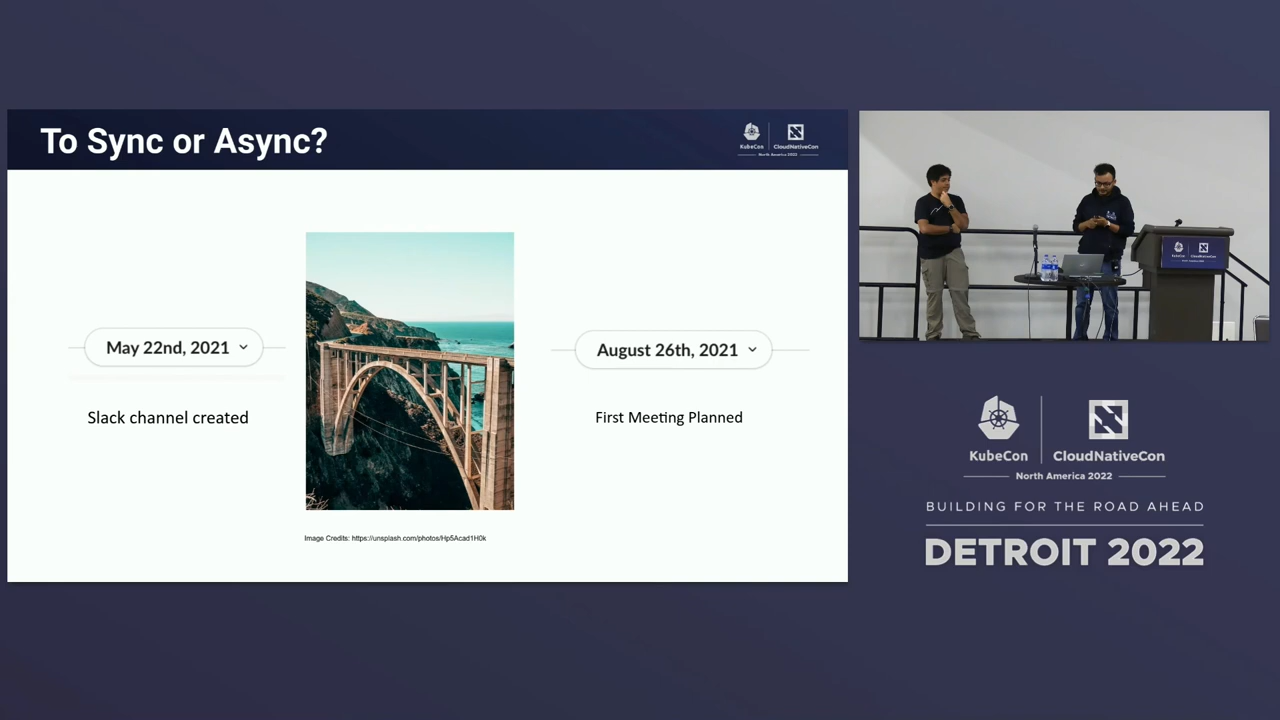 To Sync or Async?
KubeCon
CloudNativeCon
North America 2022
May 22nd, 2021
Slack channel created
August 26th, 2021
First Meeting Planned
Image Credits: https://unsplash.com/photos/Hp5Acad1H0k
KubeCon
CloudNativeCon
KubeCon
CloudNativeCon
North America 2022
BUILDING FOR THE ROAD AHEAD
DETROIT 2022